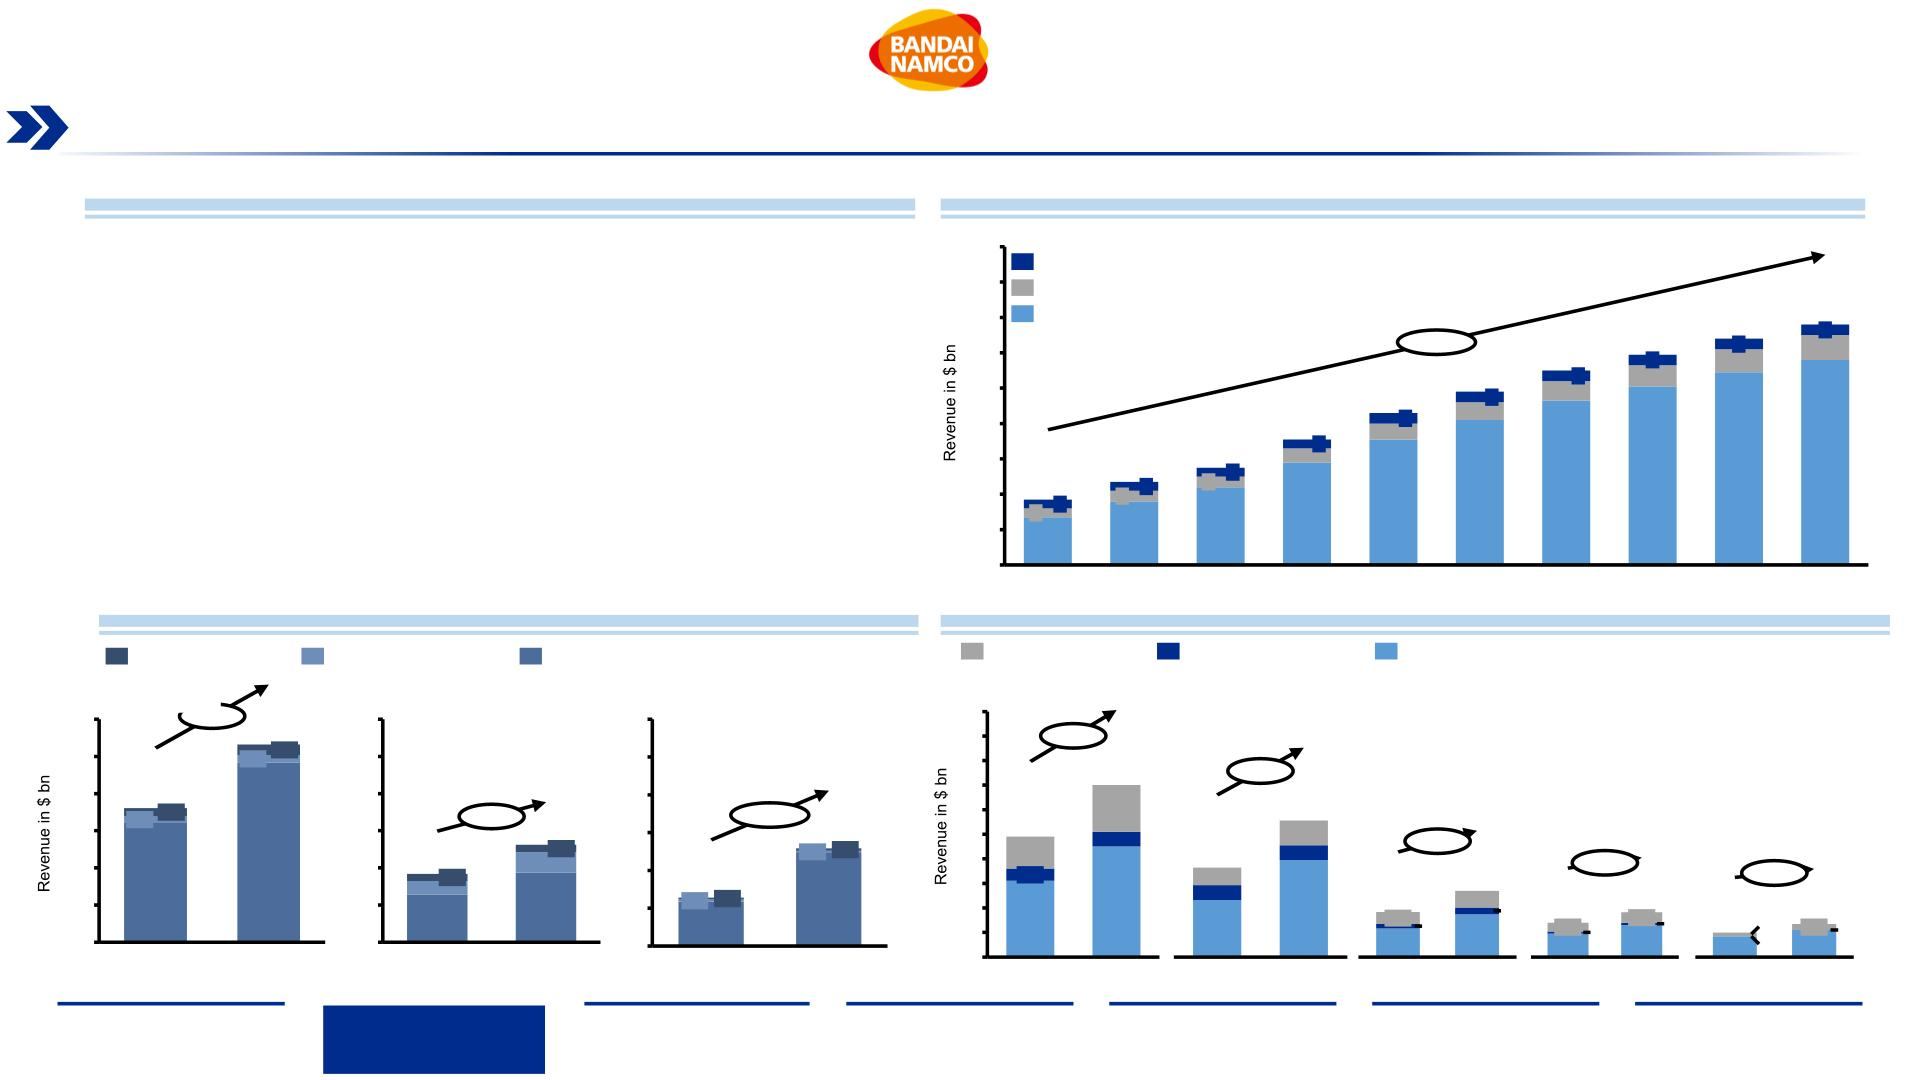 BANDAI
NAMCO
Revenue in $ bn
Revenue in $ bn
Revenue in $ bn